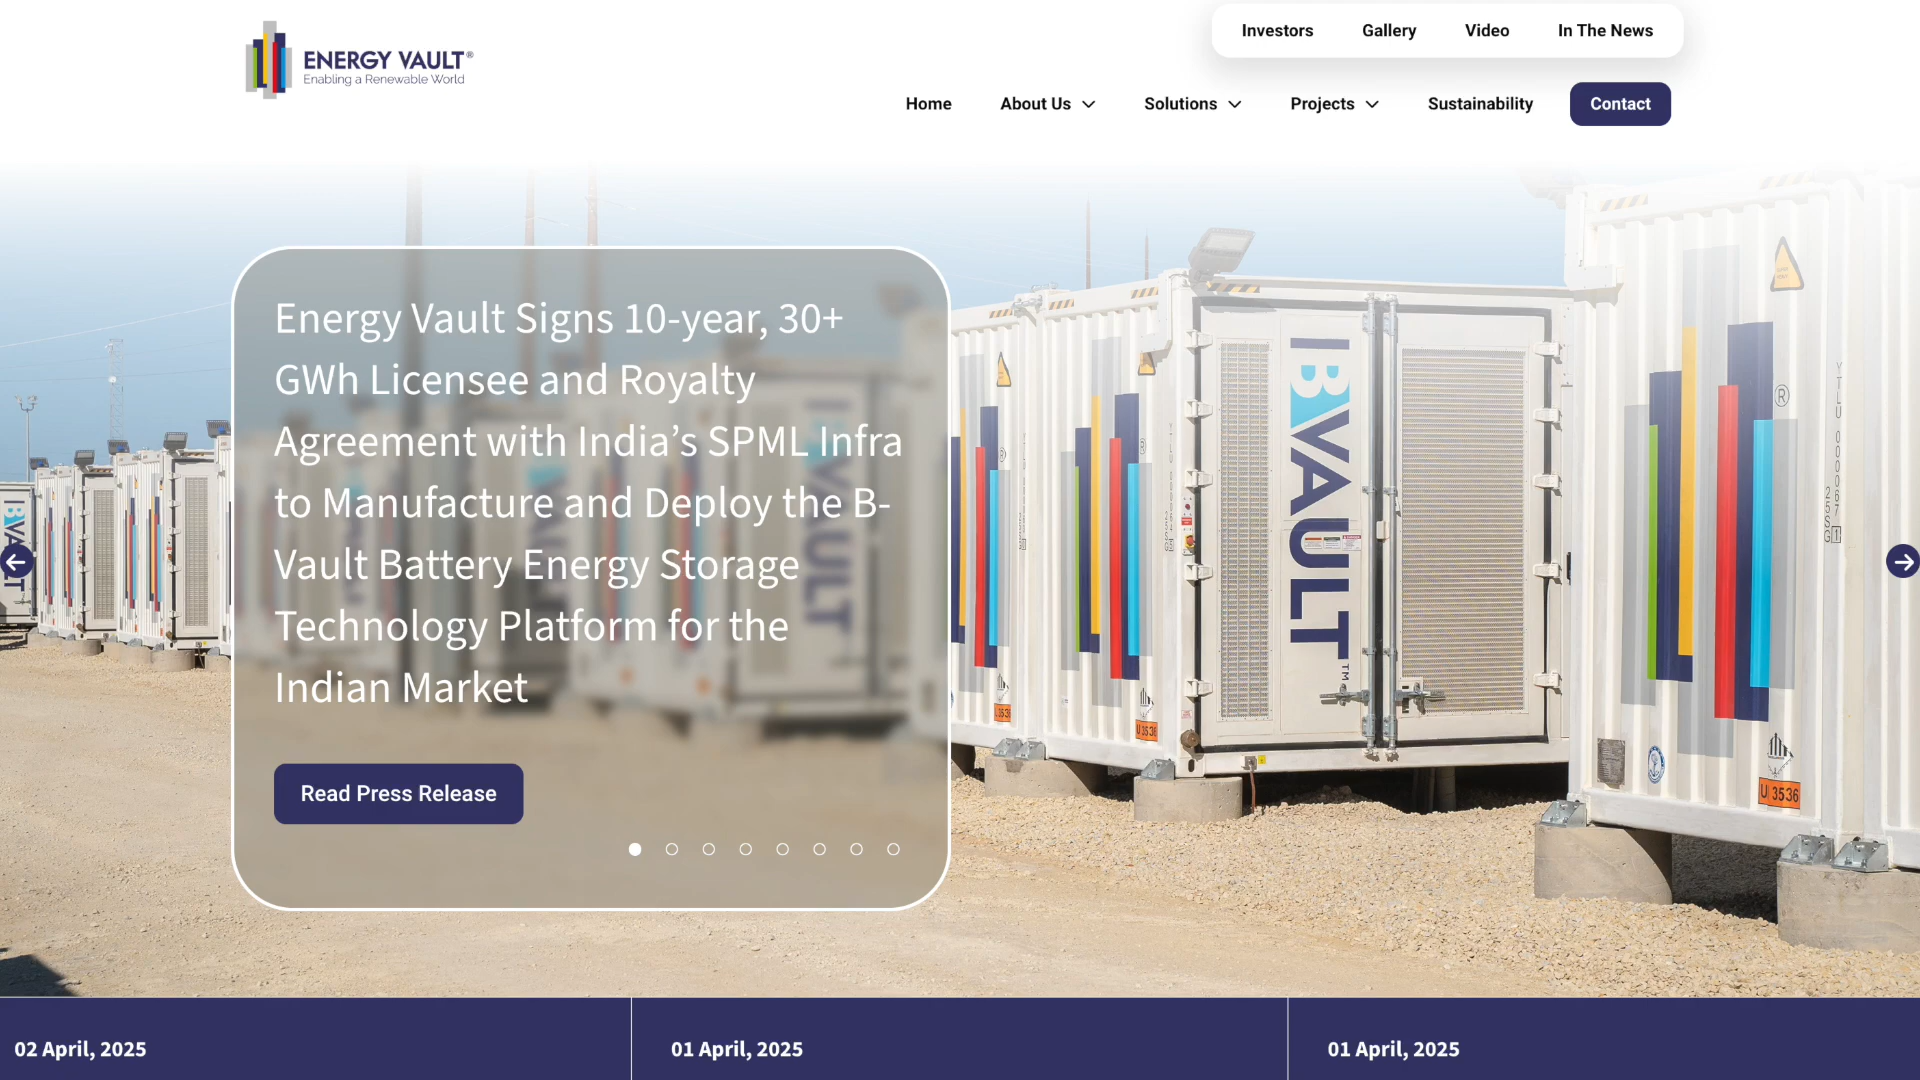 Investors Gallery Video In The News
ENERGY VAULT®
Enabling a Renewable World
Home About Us Solutions Projects Sustainability Contact
Energy Vault Signs 10-year, 30+
GWh Licensee and Royalty
Agreement with India’s SPML Infra
to Manufacture and Deploy the B-
Vault Battery Energy Storage
Technology Platform for the
Indian Market
Read Press Release
BVAULT™
®
U 3536
U 3536
02 April, 2025
01 April, 2025
01 April, 2025